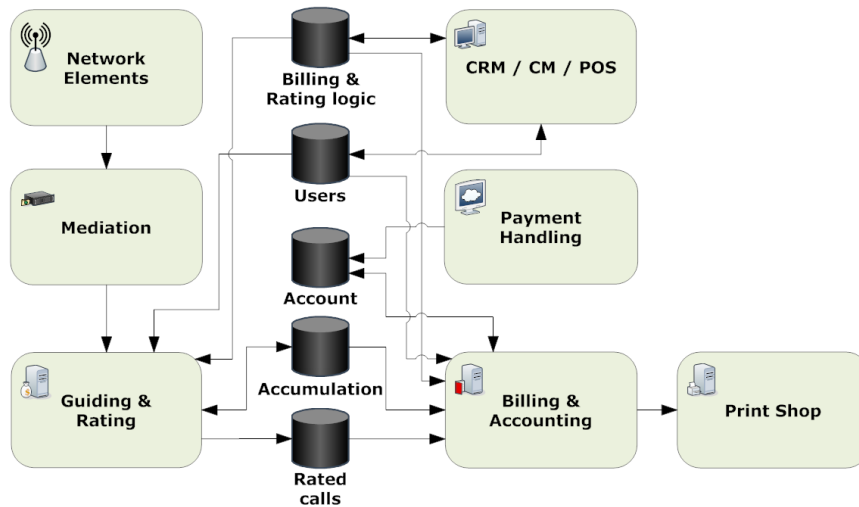 Network
Elements
Billing &
Rating logic
CRM / CM / POS
Mediation
Users
Payment
Handling
Account
Guiding &
Rating
Accumulation
Billing &
Accounting
Print Shop
Rated
calls